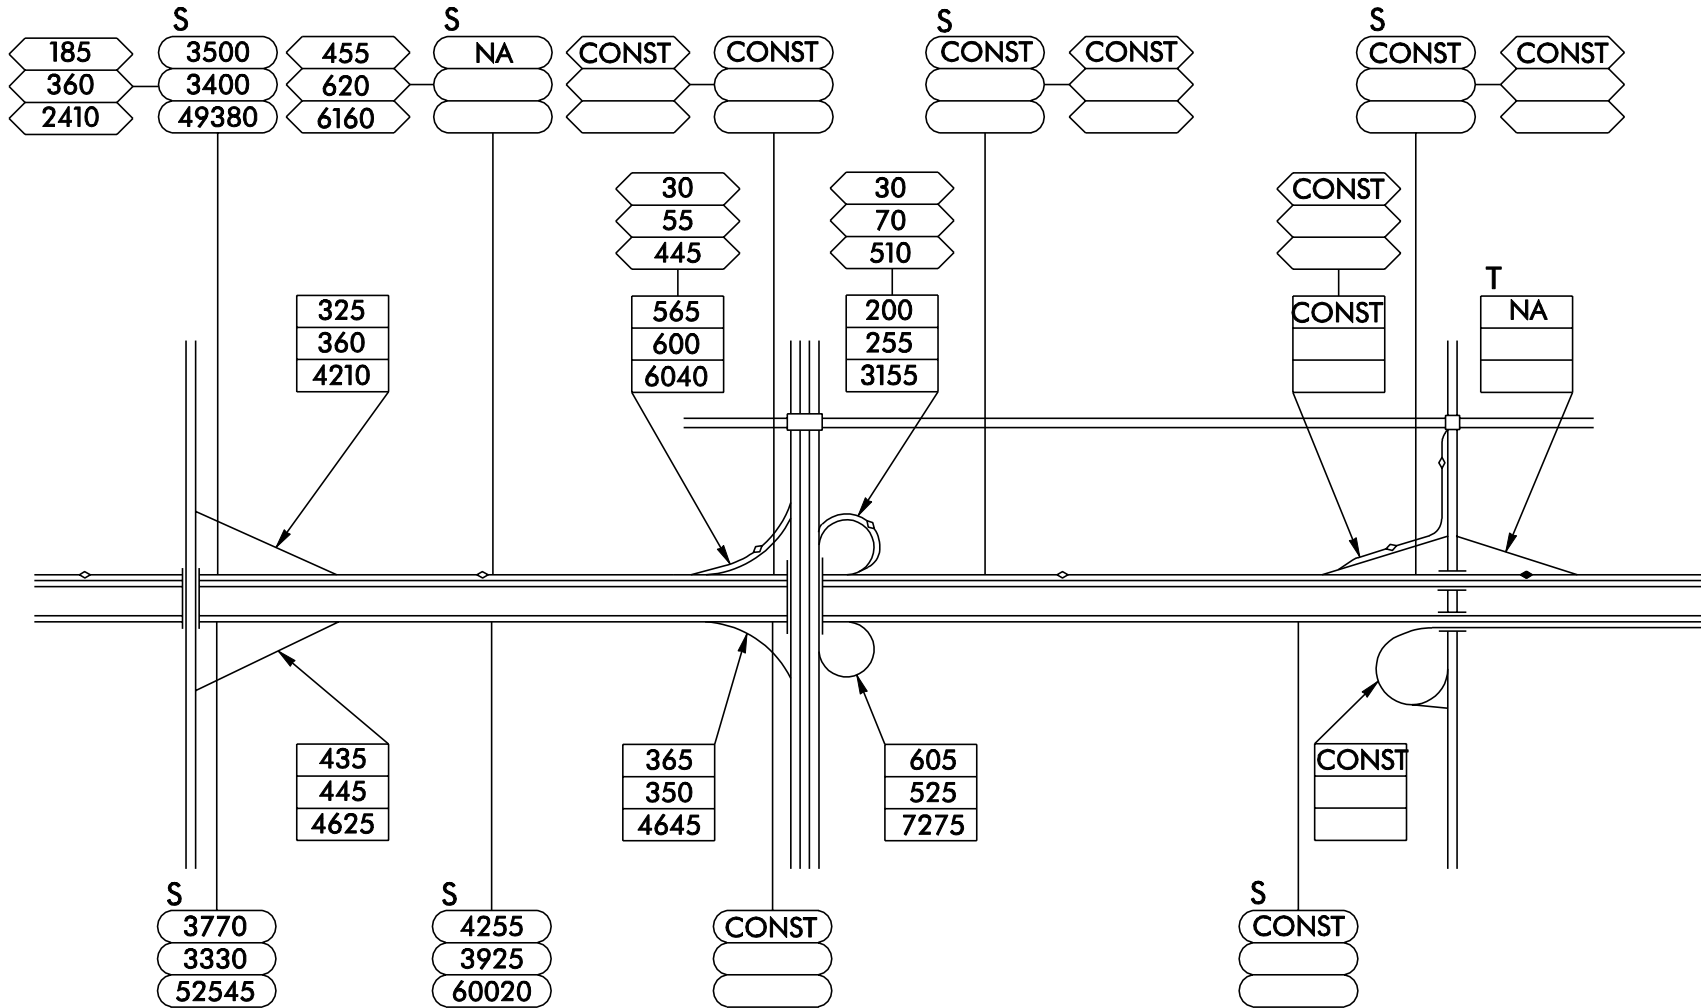 S S S S
185 3500 455 NA CONST CONST CONST CONST CONST CONST
360 3400 620
2410 49380 6160
30 30 CONST
55 70
445 510
T
325 565 200 CONST NA
360 600 255
4210 6040 3155
435 365 605 CONST
445 350 525
4625 4645 7275
S S S
3770 4255 CONST CONST
3330 3925
52545 60020